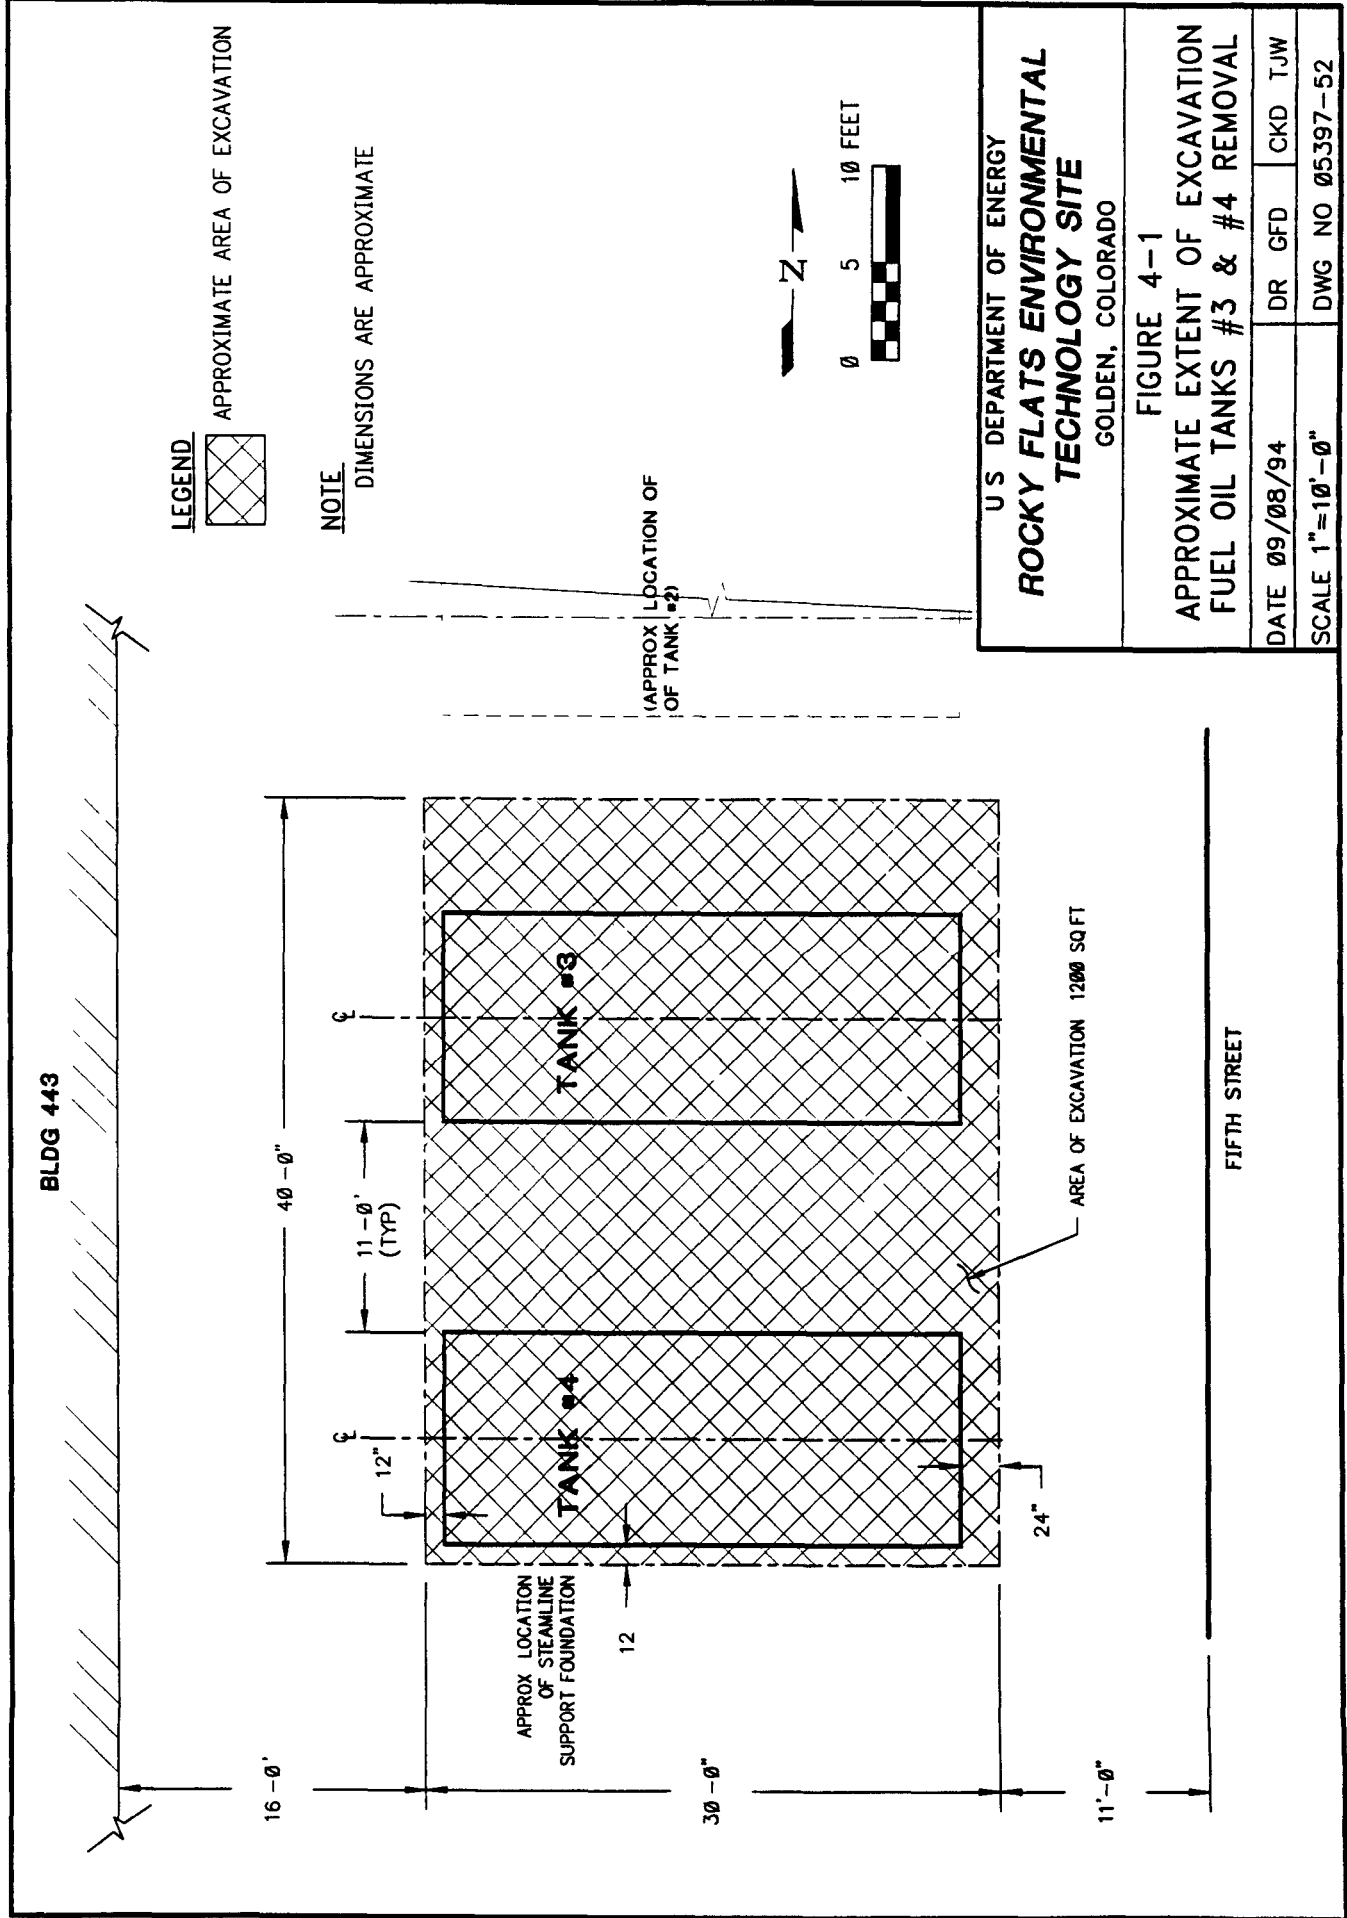 BLDG 443
LEGEND
APPROXIMATE AREA OF EXCAVATION
NOTE
DIMENSIONS ARE APPROXIMATE
16 -0'
30 -0"
11'-0"
40 -0"
11 -0'
(TYP)
℄
℄
12"
12
24"
TANK #4
TANK #3
APPROX LOCATION
OF STEAMLINE
SUPPORT FOUNDATION
(APPROX LOCATION OF
OF TANK #2)
AREA OF EXCAVATION 1200 SQ FT
FIFTH STREET
N
0 5 10 FEET
U S DEPARTMENT OF ENERGY
ROCKY FLATS ENVIRONMENTAL
TECHNOLOGY SITE
GOLDEN, COLORADO
FIGURE 4-1
APPROXIMATE EXTENT OF EXCAVATION
FUEL OIL TANKS #3 & #4 REMOVAL
DATE 09/08/94 DR GFD CKD TJW
SCALE 1"=10'-0" DWG NO 05397-52